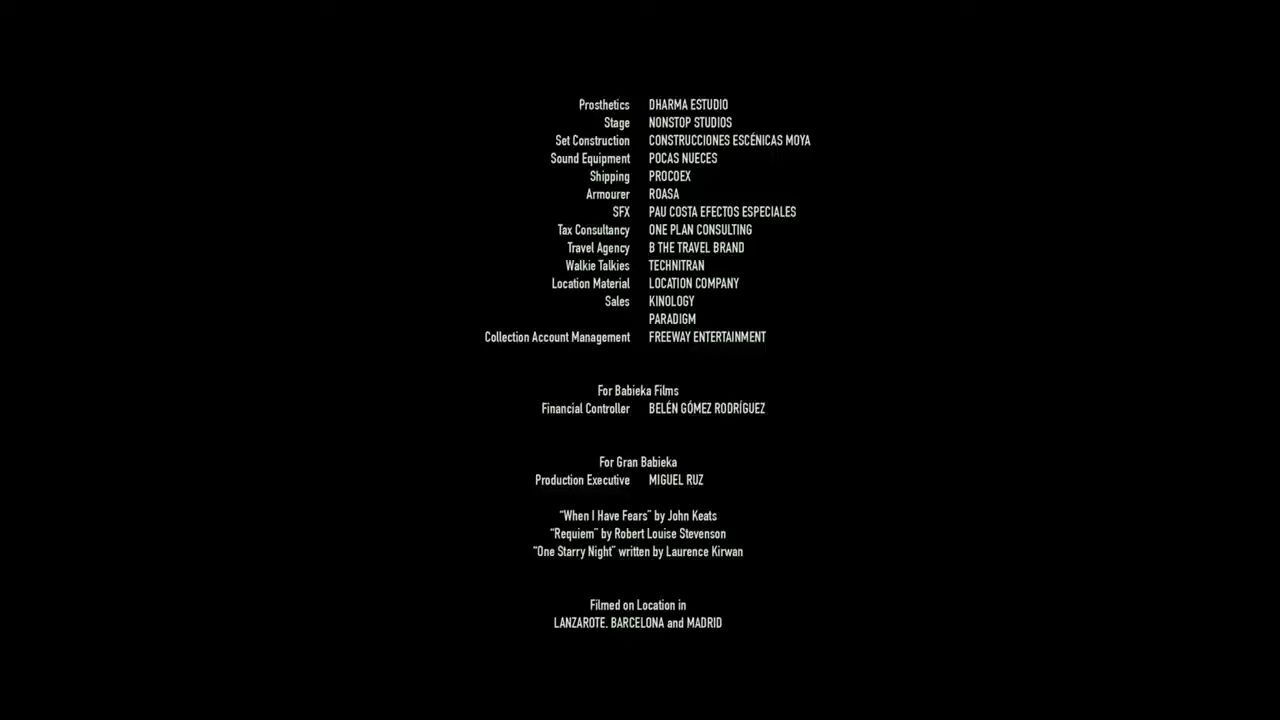 Prosthetics DHARMA ESTUDIO
Stage NONSTOP STUDIOS
Set Construction CONSTRUCCIONES ESCÉNICAS MOYA
Sound Equipment POCAS NUECES
Shipping PROCOEX
Armourer ROASA
SFX PAU COSTA EFECTOS ESPECIALES
Tax Consultancy ONE PLAN CONSULTING
Travel Agency B THE TRAVEL BRAND
Walkie Talkies TECHNITRAN
Location Material LOCATION COMPANY
Sales KINOLOGY
PARADIGM
Collection Account Management FREEWAY ENTERTAINMENT
For Babieka Films
Financial Controller BELÉN GÓMEZ RODRÍGUEZ
For Gran Babieka
Production Executive MIGUEL RUZ
“When I Have Fears” by John Keats
“Requiem” by Robert Louise Stevenson
“One Starry Night” written by Laurence Kirwan
Filmed on Location in
LANZAROTE, BARCELONA and MADRID